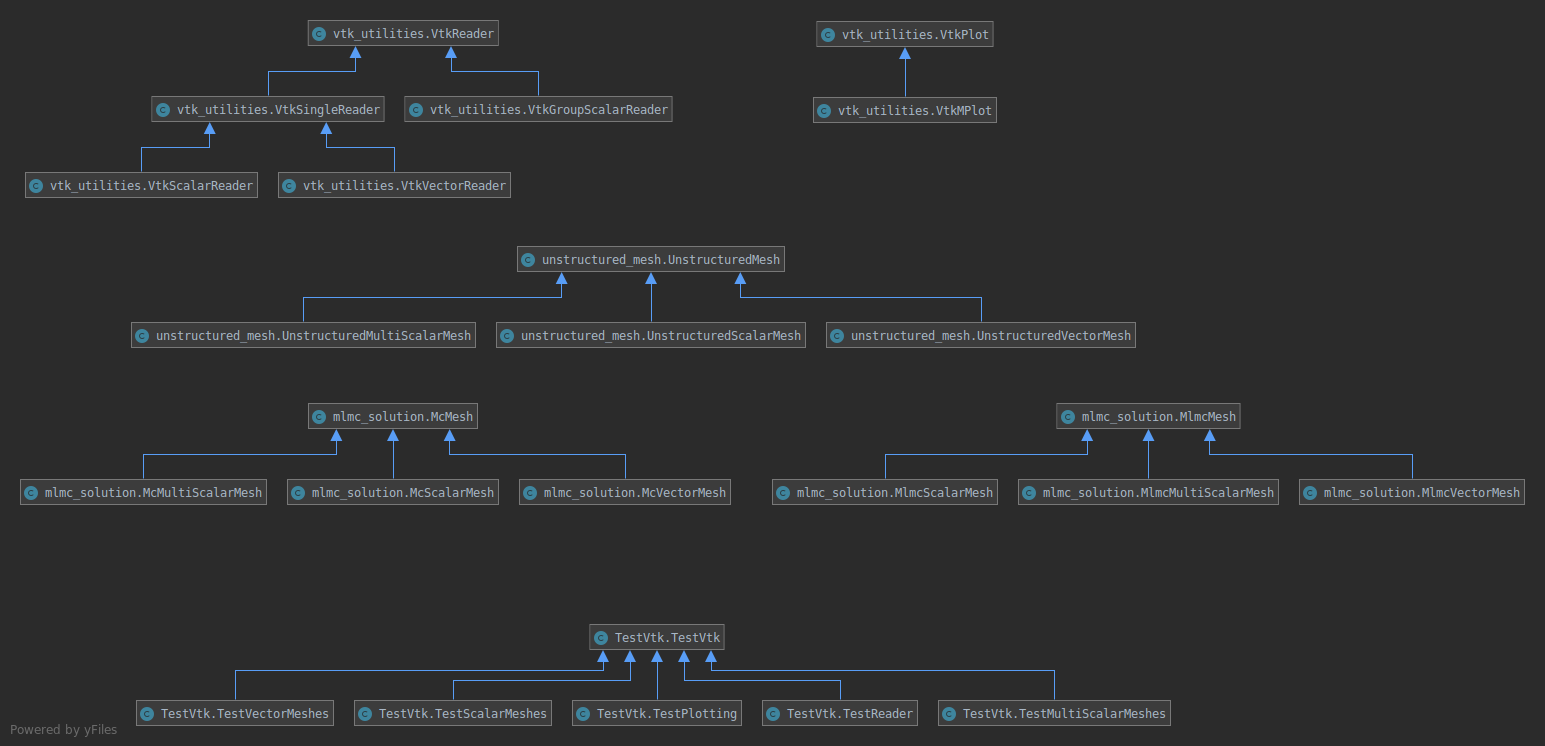 vtk_utilities.VtkReader
vtk_utilities.VtkPlot
vtk_utilities.VtkSingleReader
vtk_utilities.VtkGroupScalarReader
vtk_utilities.VtkMPlot
vtk_utilities.VtkScalarReader
vtk_utilities.VtkVectorReader
unstructured_mesh.UnstructuredMesh
unstructured_mesh.UnstructuredMultiScalarMesh
unstructured_mesh.UnstructuredScalarMesh
unstructured_mesh.UnstructuredVectorMesh
mlmc_solution.McMesh
mlmc_solution.MlmcMesh
mlmc_solution.McMultiScalarMesh
mlmc_solution.McScalarMesh
mlmc_solution.McVectorMesh
mlmc_solution.MlmcScalarMesh
mlmc_solution.MlmcMultiScalarMesh
mlmc_solution.MlmcVectorMesh
TestVtk.TestVtk
TestVtk.TestVectorMeshes
TestVtk.TestScalarMeshes
TestVtk.TestPlotting
TestVtk.TestReader
TestVtk.TestMultiScalarMeshes
Powered by yFiles